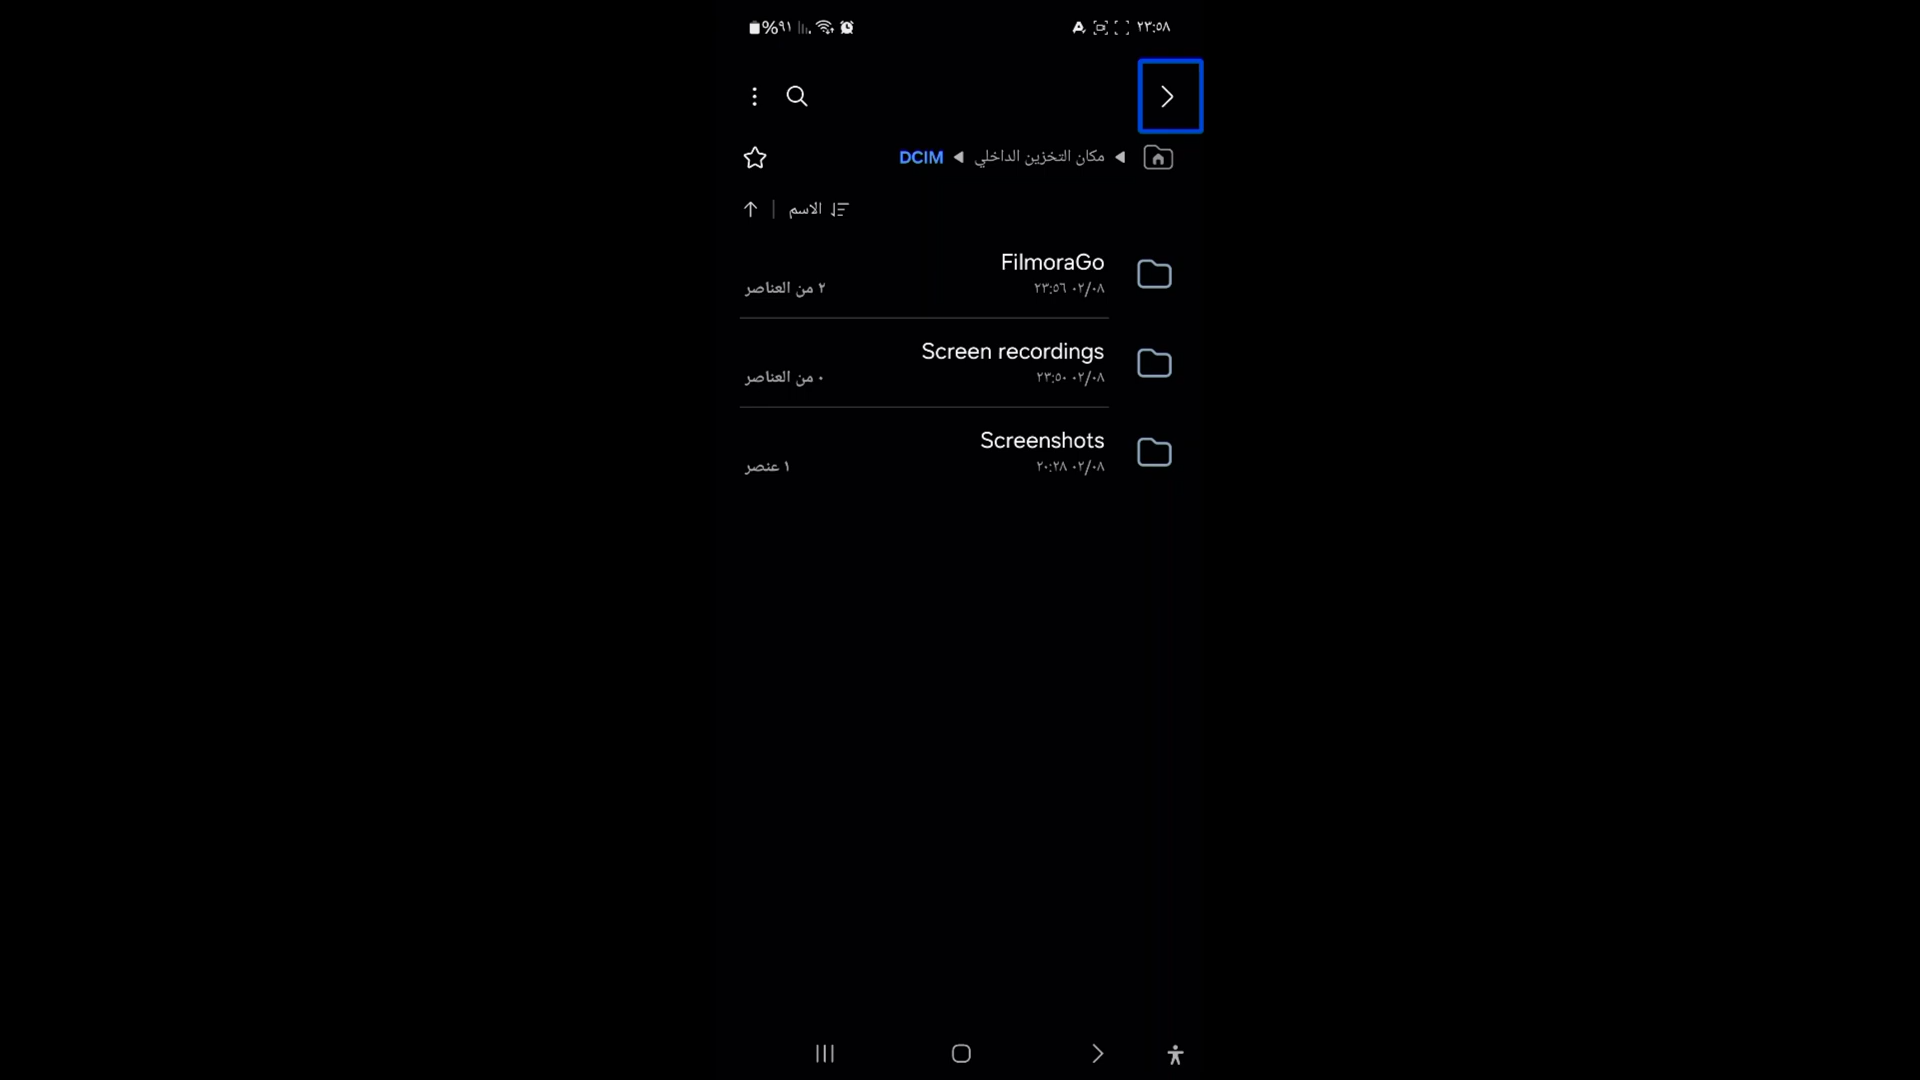 ٢٣:٥٨
٩١%
مكان التخزين الداخلي ◀ DCIM
الاسم
FilmoraGo
٠٢/٠٨ ٢٣:٥٦
٢ من العناصر
Screen recordings
٠٢/٠٨ ٢٣:٥٠
٠ من العناصر
Screenshots
٠٢/٠٨ ٢٠:٢٨
١ عنصر